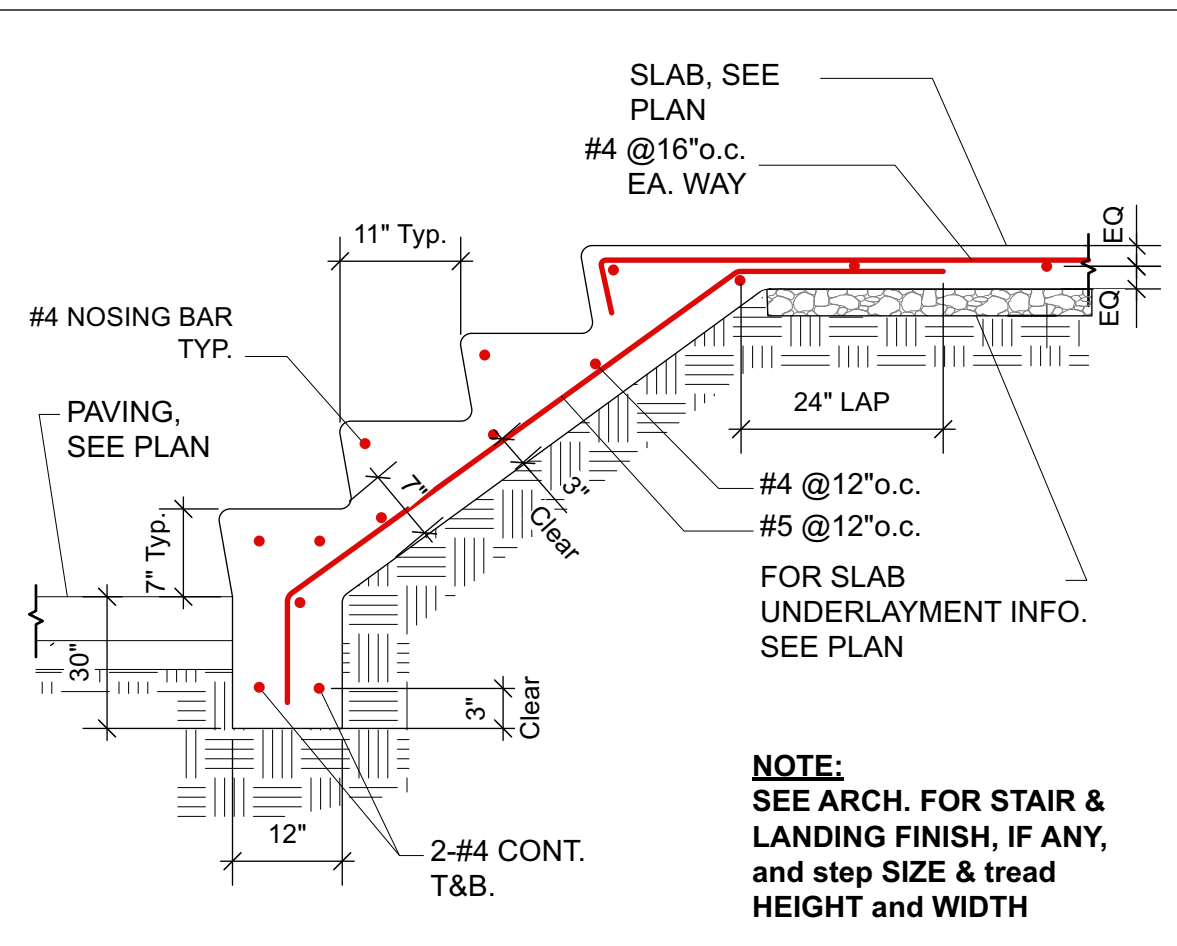 SLAB, SEE
PLAN
#4 @16"o.c.
EA. WAY
EQ
EQ
11" Typ.
#4 NOSING BAR
TYP.
PAVING,
SEE PLAN
24" LAP
7"
3"
Clear
#4 @12"o.c.
#5 @12"o.c.
7" Typ.
FOR SLAB
UNDERLAYMENT INFO.
SEE PLAN
30"
3"
Clear
12"
2-#4 CONT.
T&B.
NOTE:
SEE ARCH. FOR STAIR &
LANDING FINISH, IF ANY,
and step SIZE & tread
HEIGHT and WIDTH